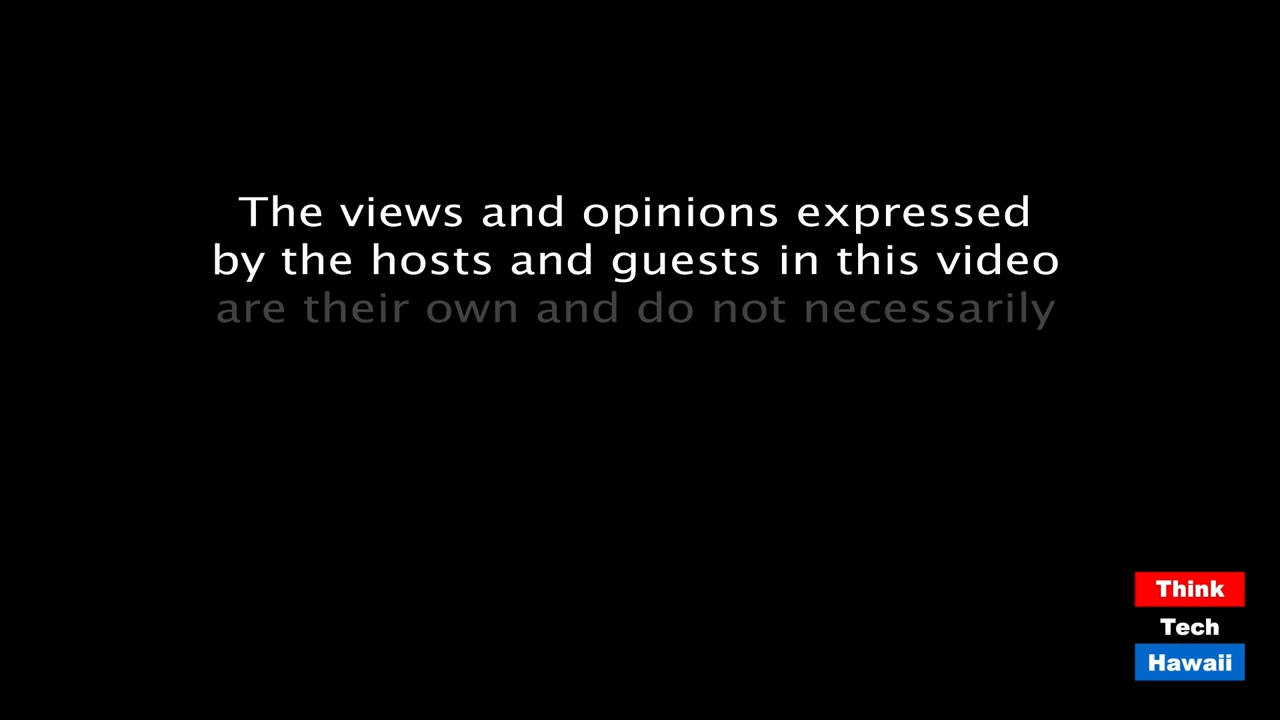 The views and opinions expressed
by the hosts and guests in this video
are their own and do not necessarily
Think
Tech
Hawaii